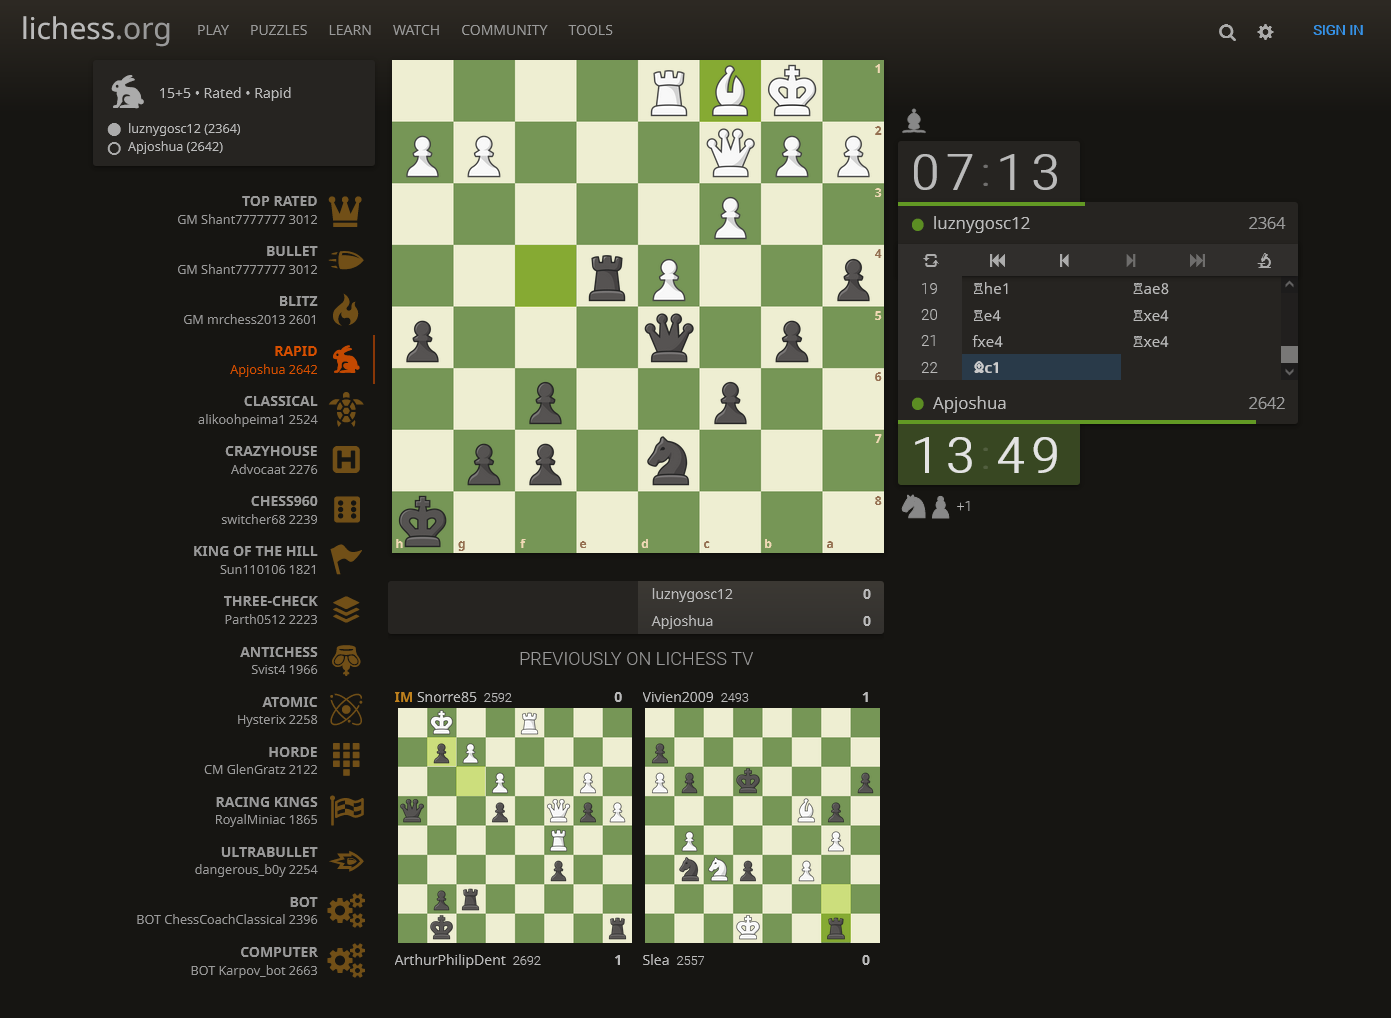 lichess.org PLAY PUZZLES LEARN WATCH COMMUNITY TOOLS SIGN IN
15+5 • Rated • Rapid
luznygosc12 (2364)
Apjoshua (2642)
TOP RATED
GM Shant7777777 3012
BULLET
GM Shant7777777 3012
BLITZ
GM mrchess2013 2601
RAPID
Apjoshua 2642
CLASSICAL
alikoohpeima1 2524
CRAZYHOUSE
Advocaat 2276
CHESS960
switcher68 2239
KING OF THE HILL
Sun110106 1821
THREE-CHECK
Parth0512 2223
ANTICHESS
Svist4 1966
ATOMIC
Hysterix 2258
HORDE
CM GlenGratz 2122
RACING KINGS
RoyalMiniac 1865
ULTRABULLET
dangerous_b0y 2254
BOT
BOT ChessCoachClassical 2396
COMPUTER
BOT Karpov_bot 2663
1
2
3
4
5
6
7
8
h g f e d c b a
07:13
luznygosc12 2364
19 ♖he1 ♖ae8
20 ♖e4 ♖xe4
21 fxe4 ♖xe4
22 ♗c1
Apjoshua 2642
13:49
+1
luznygosc12 0
Apjoshua 0
PREVIOUSLY ON LICHESS TV
IM Snorre85 2592 0
ArthurPhilipDent 2692 1
Vivien2009 2493 1
Slea 2557 0